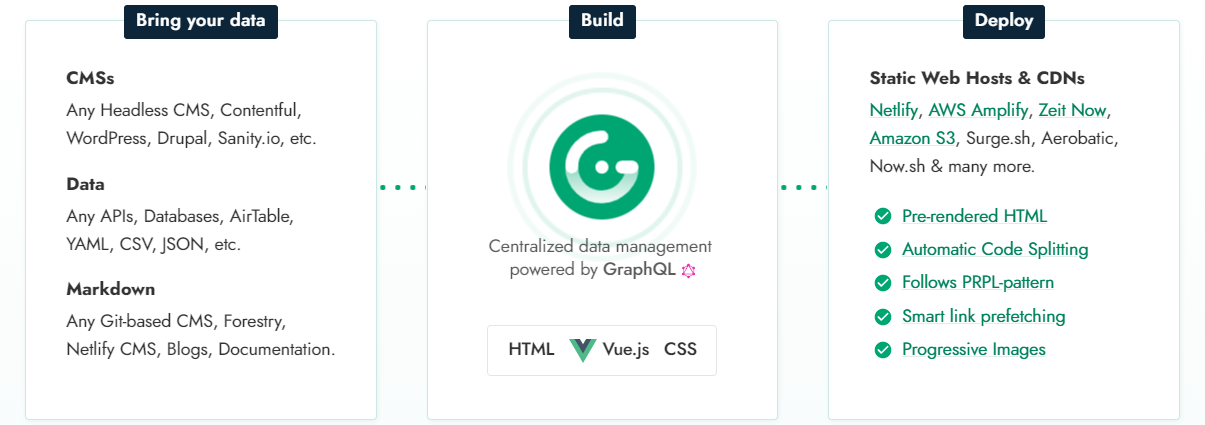 Bring your data
CMSs
Any Headless CMS, Contentful,
WordPress, Drupal, Sanity.io, etc.
Data
Any APIs, Databases, AirTable,
YAML, CSV, JSON, etc.
Markdown
Any Git-based CMS, Forestry,
Netlify CMS, Blogs, Documentation.
Build
Centralized data management
powered by GraphQL
HTML Vue.js CSS
Deploy
Static Web Hosts & CDNs
Netlify, AWS Amplify, Zeit Now,
Amazon S3, Surge.sh, Aerobatic,
Now.sh & many more.
Pre-rendered HTML
Automatic Code Splitting
Follows PRPL-pattern
Smart link prefetching
Progressive Images